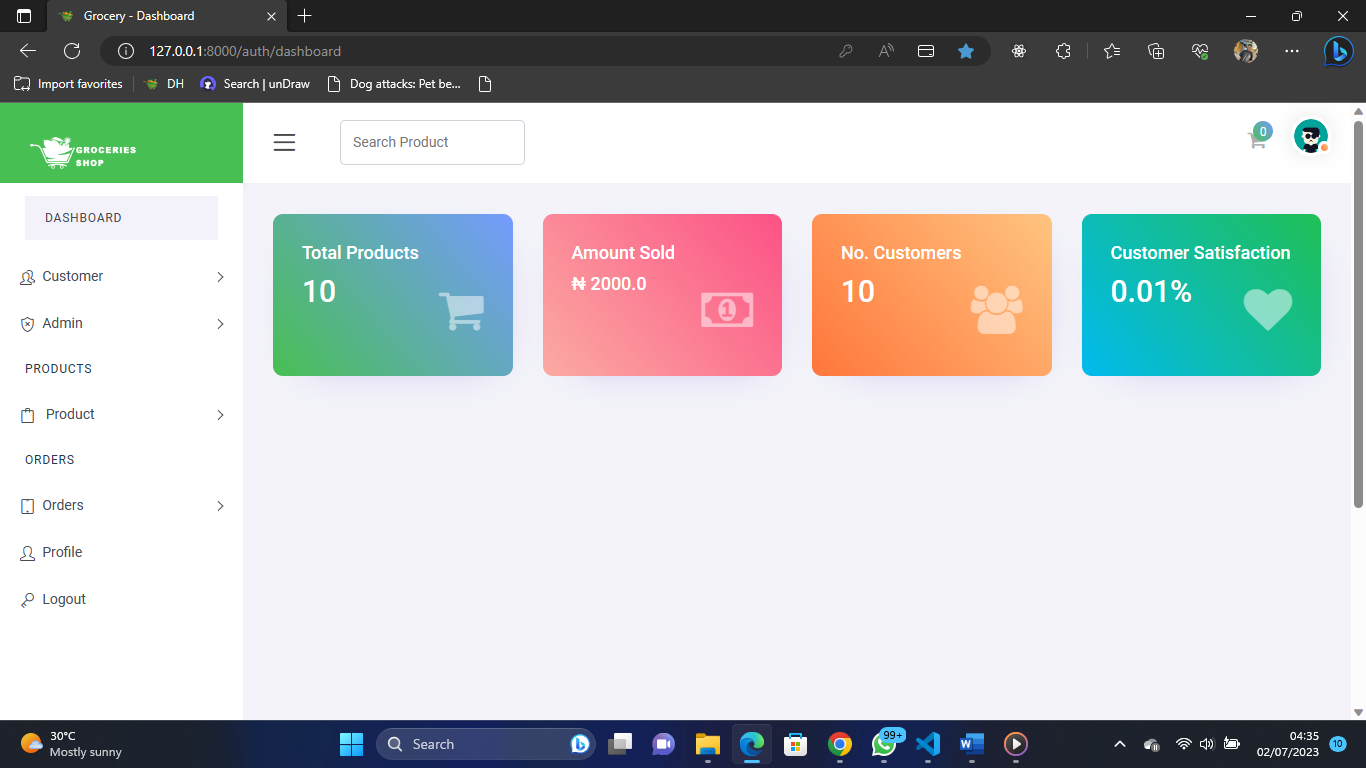 Grocery - Dashboard
127.0.0.1:8000/auth/dashboard
Import favorites
DH
Search | unDraw
Dog attacks: Pet be...
GROCERIES
SHOP
Search Product
0
DASHBOARD
Customer
Admin
PRODUCTS
Product
ORDERS
Orders
Profile
Logout
Total Products
10
Amount Sold
₦ 2000.0
1
No. Customers
10
Customer Satisfaction
0.01%
30°C
Mostly sunny
Search
99+
04:35
02/07/2023
10